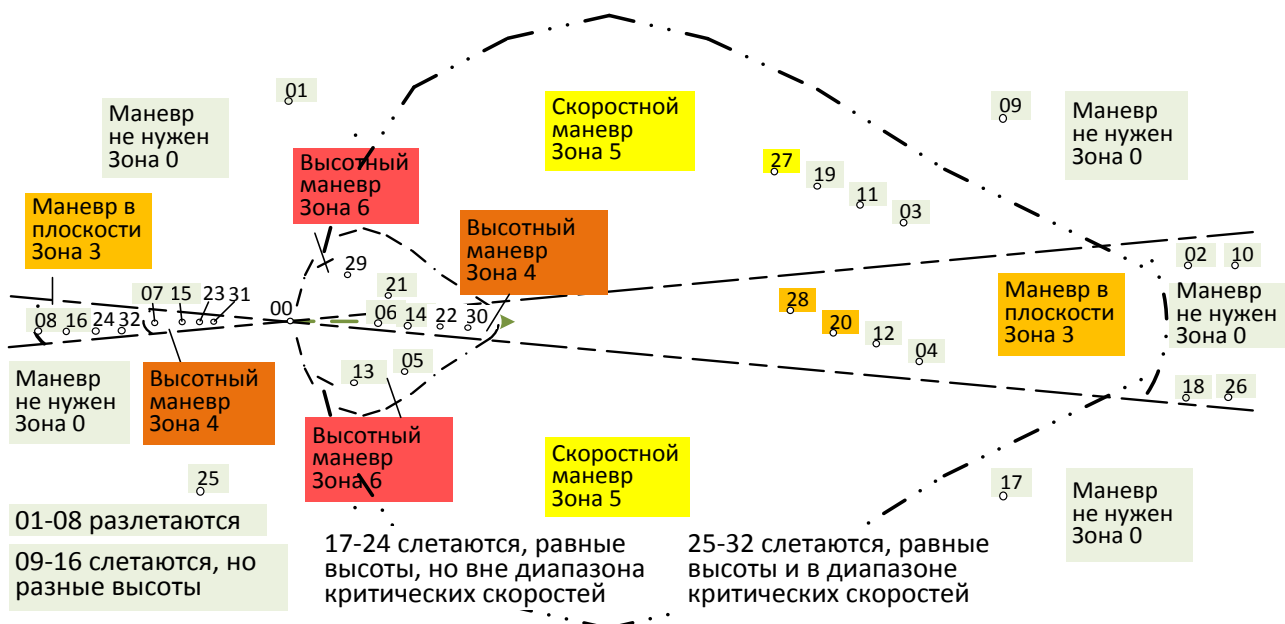 01
09
Маневр
не нужен
Зона 0
Скоростной
маневр
Зона 5
Маневр
не нужен
Зона 0
Высотный
маневр
Зона 6
27
19
11
03
Маневр в
плоскости
Зона 3
Высотный
маневр
Зона 4
29
21
02
10
07
15
23
31
00
28
Маневр в
плоскости
Зона 3
Маневр
не нужен
Зона 0
08
16
24
32
06
14
22
30
20
12
04
05
13
18
26
Маневр
не нужен
Зона 0
Высотный
маневр
Зона 4
Высотный
маневр
Зона 6
Скоростной
маневр
Зона 5
25
17
Маневр
не нужен
Зона 0
01-08 разлетаются
09-16 слетаются, но
разные высоты
17-24 слетаются, равные
высоты, но вне диапазона
критических скоростей
25-32 слетаются, равные
высоты и в диапазоне
критических скоростей